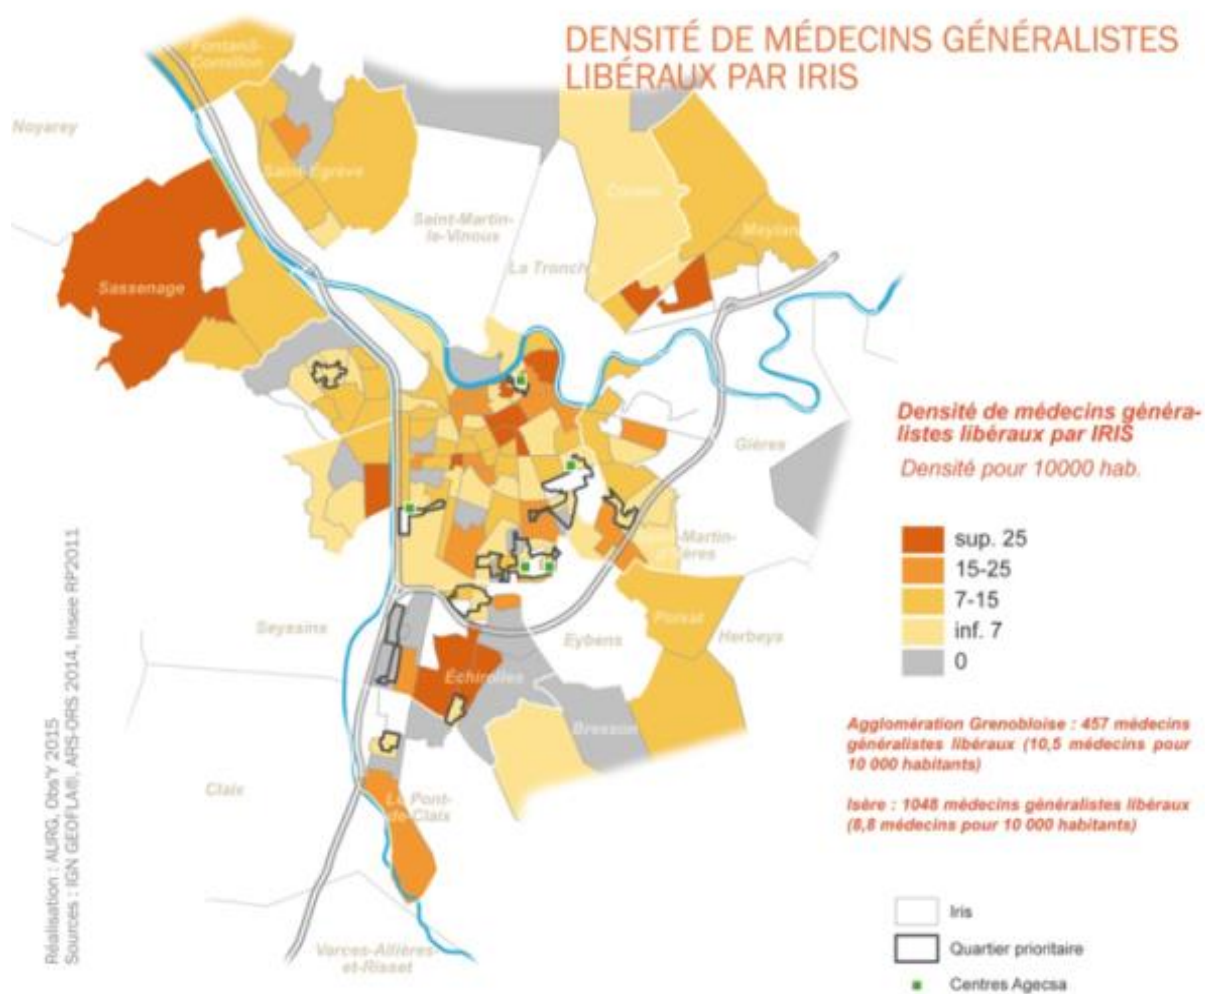 DENSITÉ DE MÉDECINS GÉNÉRALISTES
LIBÉRAUX PAR IRIS
Fontanil-
Cornillon
Noyarey
Saint-Egrève
Saint-Martin-
le-Vinoux
Corenc
Meylan
La Tronche
Sassenage
Gières
-Martin-
d'Hères
Seyssins
Eybens
Poisat
Herbeys
Échirolles
Bresson
Claix
Le Pont-
de-Claix
Varces-Allières-
et-Risset
Densité de médecins généra-
listes libéraux par IRIS
Densité pour 10000 hab.
sup. 25
15-25
7-15
inf. 7
0
Agglomération Grenobloise : 457 médecins
généralistes libéraux (10,5 médecins pour
10 000 habitants)
Isère : 1048 médecins généralistes libéraux
(8,8 médecins pour 10 000 habitants)
Iris
Quartier prioritaire
Centres Agecsa
Réalisation : AURG, Obs'Y 2015
Sources : IGN GEOFLA®, ARS-ORS 2014, Insee RP2011